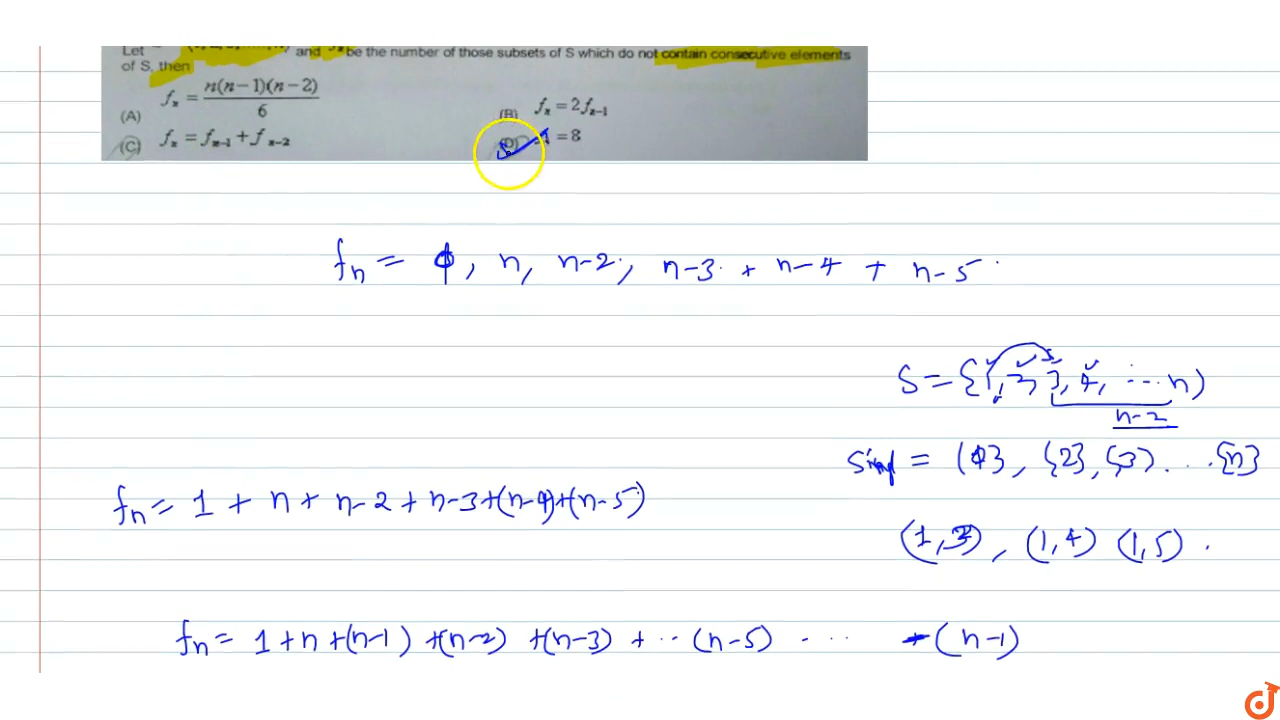 Let and be the number of those subsets of S which do not contain consecutive elements
of S, then
(A) fₙ = n(n−1)(n−2)/6
(B) fₙ = 2fₙ₋₁
(C) fₙ = fₙ₋₁ + fₙ₋₂
(D) = 8
fn = ϕ, n, n-2, n-3 + n-4 + n-5
S = {1, 2, 3, 4, ... n)
n-2
= (1}, {2}, {3}, ... {n}
fn = 1 + n + n-2 + n-3 + (n-4) + (n-5)
(1, 3), (1, 4) (1, 5) .
fn = 1 + n + (n-1) + (n-2) + (n-3) + .. (n-5) ... + (n-1)